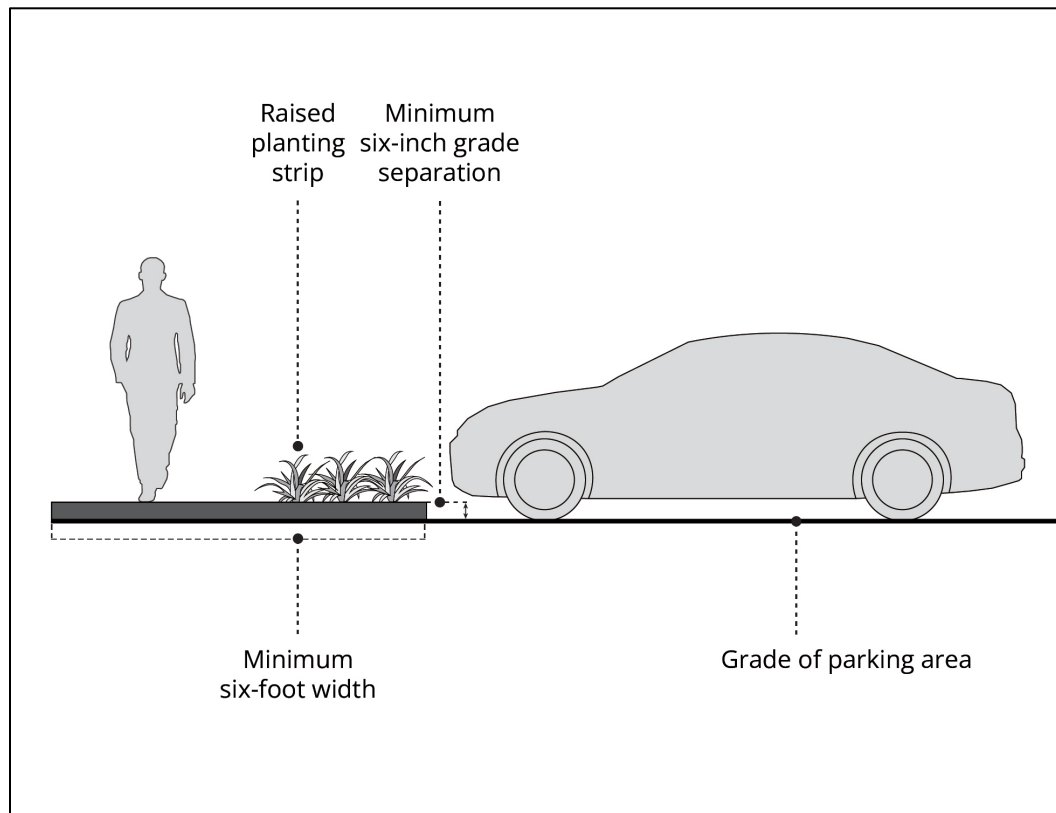 Raised
planting
strip
Minimum
six-inch grade
separation
Minimum
six-foot width
Grade of parking area